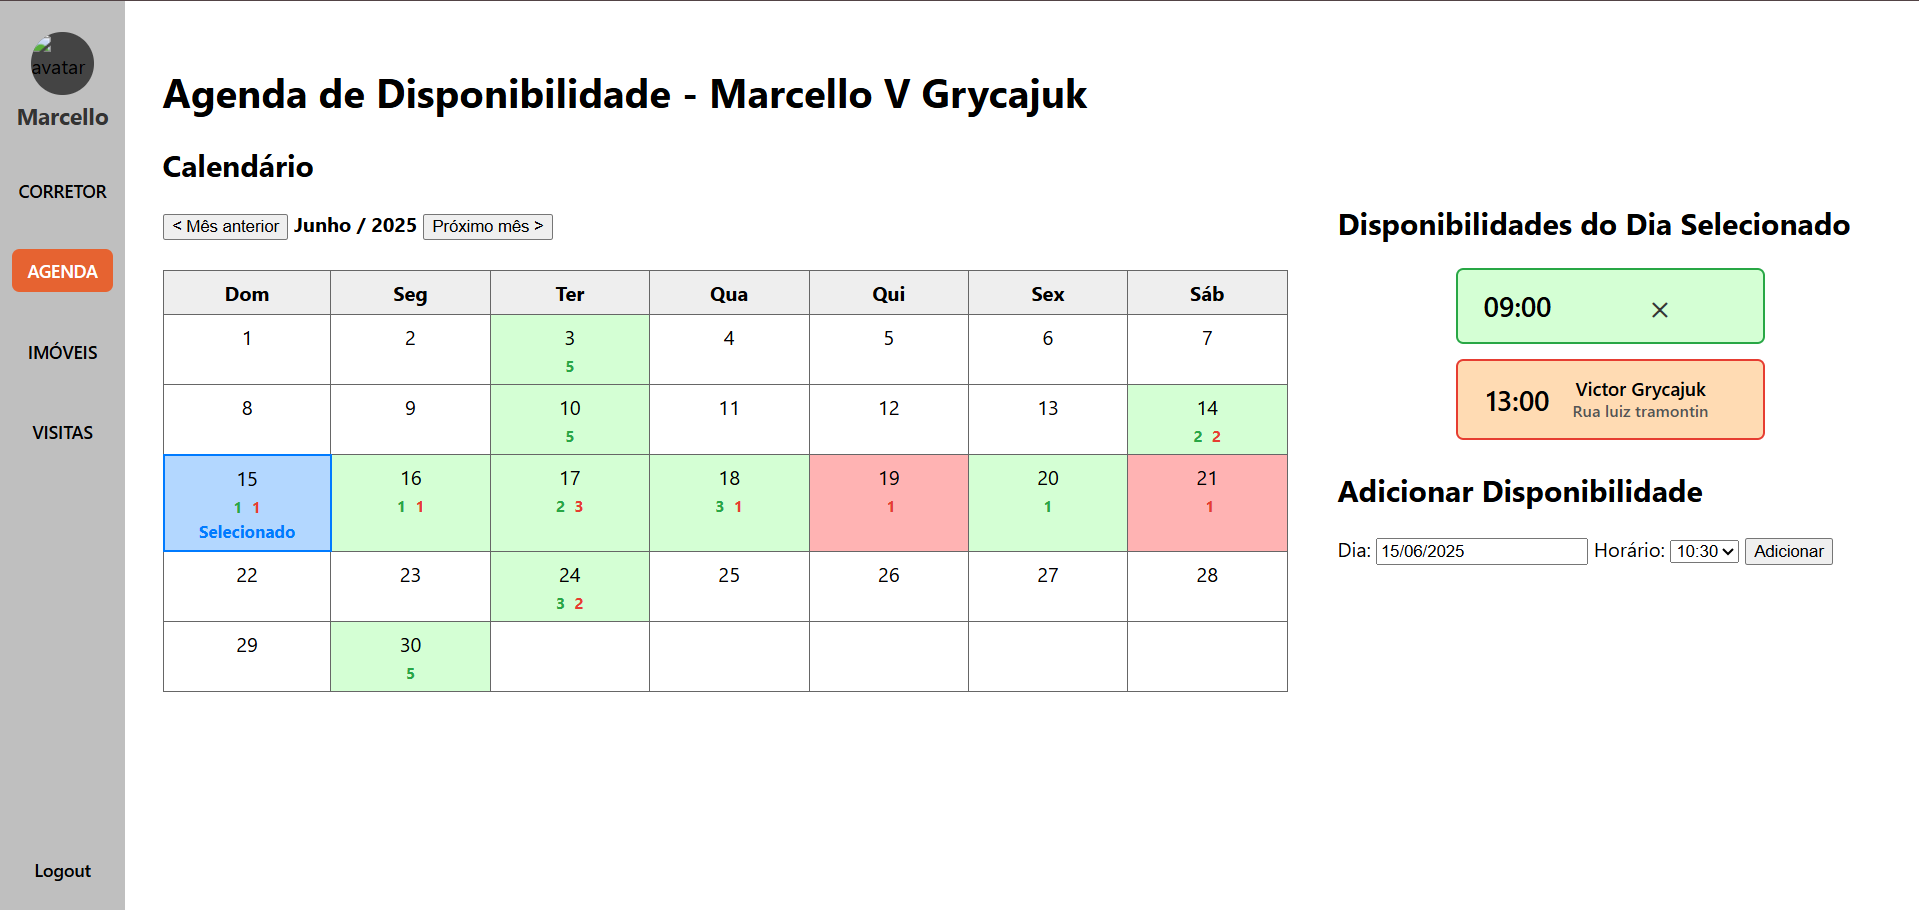 avatar
Marcello
CORRETOR
AGENDA
IMÓVEIS
VISITAS
Logout
Agenda de Disponibilidade - Marcello V Grycajuk
Calendário
< Mês anterior Junho / 2025 Próximo mês >
Dom Seg Ter Qua Qui Sex Sáb
1 2 3 4 5 6 7
5
8 9 10 11 12 13 14
5 2 2
15 16 17 18 19 20 21
1 1 1 1 2 3 3 1 1 1 1
Selecionado
22 23 24 25 26 27 28
3 2
29 30
5
Disponibilidades do Dia Selecionado
09:00 ×
13:00 Victor Grycajuk
Rua luiz tramontin
Adicionar Disponibilidade
Dia: 15/06/2025 Horário: 10:30 Adicionar